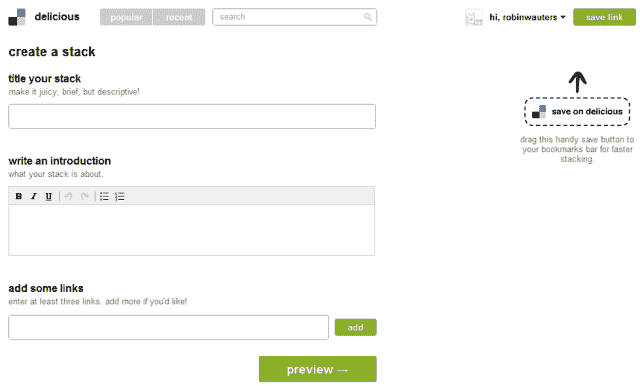 delicious popular recent search hi, robinwauters save link
create a stack
title your stack
make it juicy, brief, but descriptive!
save on delicious
drag this handy save button to
your bookmarks bar for faster
stacking.
write an introduction
what your stack is about.
B I U
add some links
enter at least three links. add more if you'd like!
add
preview →